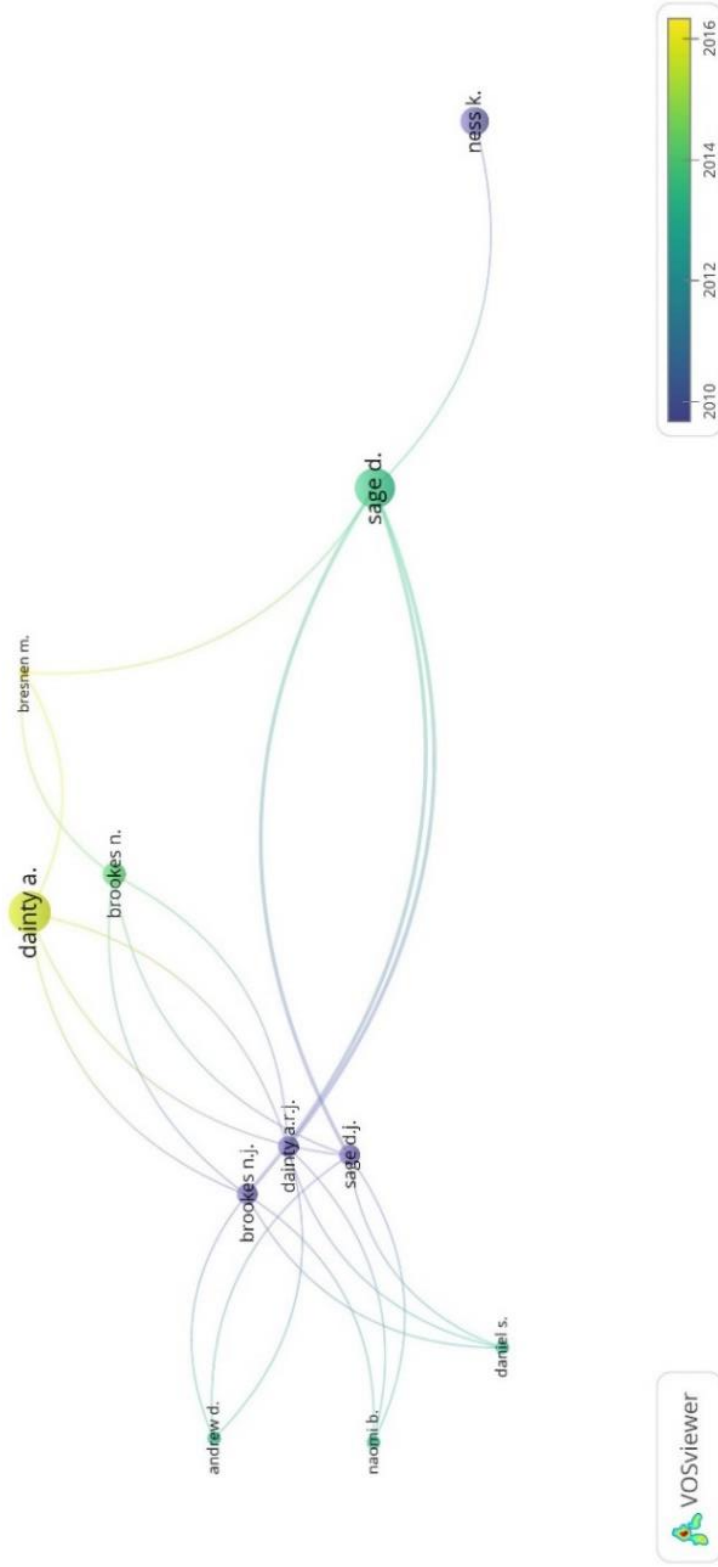 ness k.
sage d.
bresnen m.
dainty a.
brookes n.
dainty a.r.j.
brookes n.j.
sage d.j.
daniel s.
andrew d.
naomi b.
VOSviewer
2010
2012
2014
2016